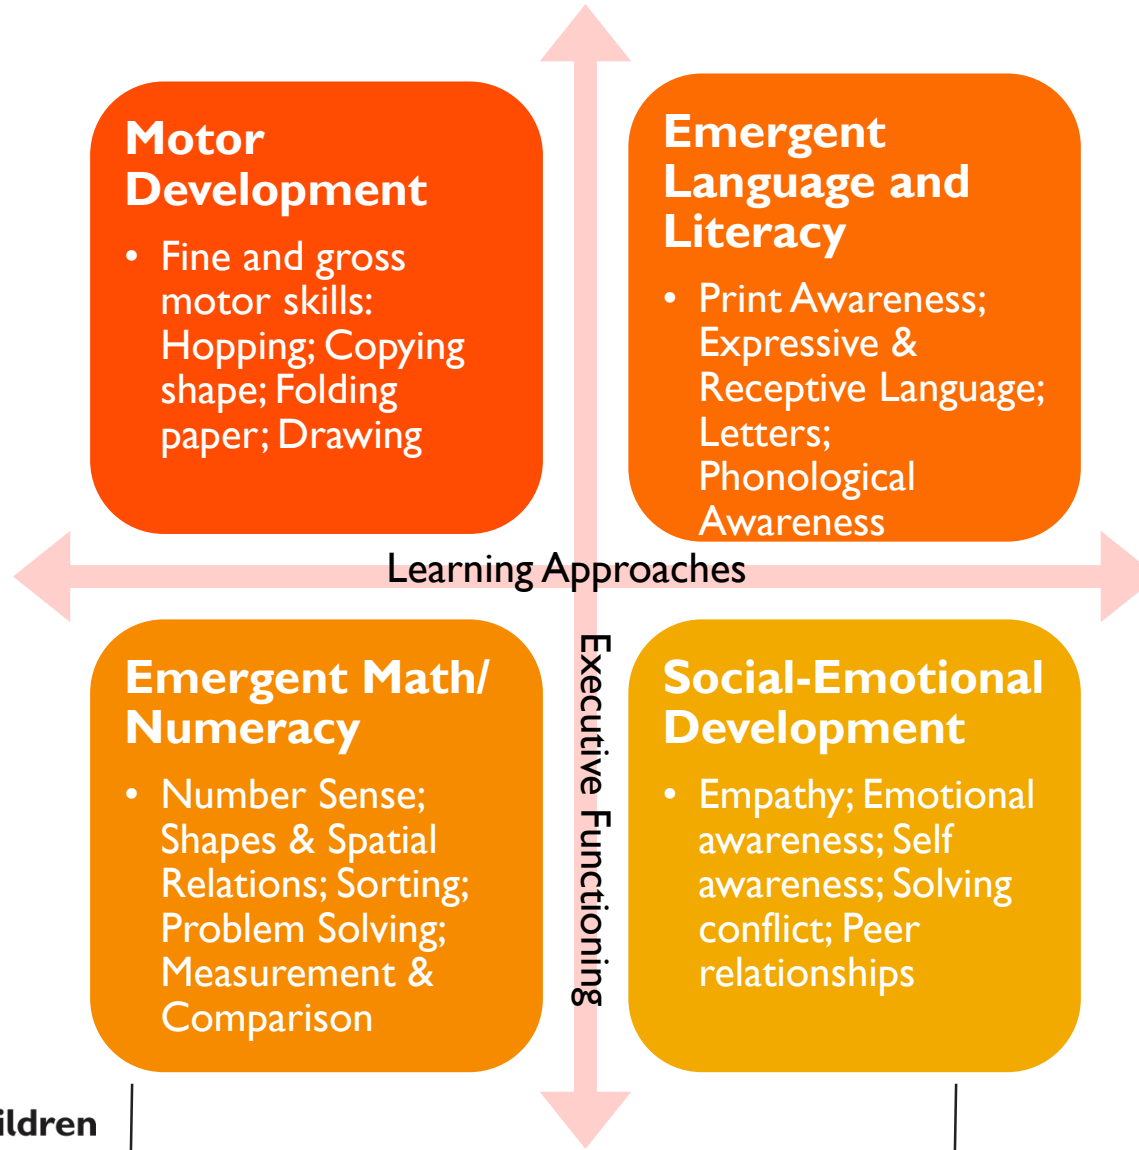 Motor
Development
• Fine and gross
motor skills:
Hopping; Copying
shape; Folding
paper; Drawing
Emergent
Language and
Literacy
• Print Awareness;
Expressive &
Receptive Language;
Letters;
Phonological
Awareness
Learning Approaches
Executive Functioning
Emergent Math/
Numeracy
• Number Sense;
Shapes & Spatial
Relations; Sorting;
Problem Solving;
Measurement &
Comparison
Social-Emotional
Development
• Empathy; Emotional
awareness; Self
awareness; Solving
conflict; Peer
relationships
ildren